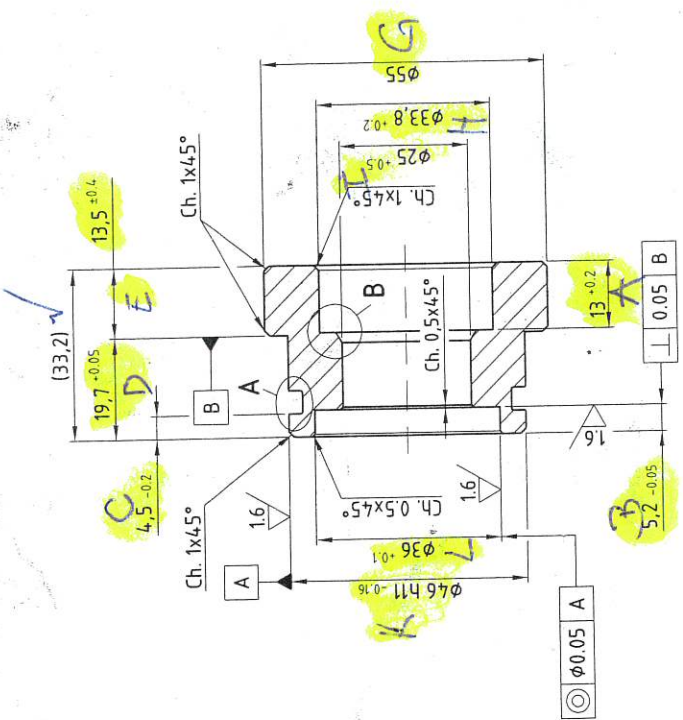 G
Ø55
H
Ø33,8 +0.2
I
Ø25 +0.5
Ch. 1x45°
Ch. 1x45°
13,5 ±0.4
E
(33,2)
19,7 +0.05
D
B
A
B
C
4,5 -0.2
Ch. 1x45°
1.6
Ch. 0,5x45°
13 +0.2
A
⊥ 0.05 B
1.6
B
5,2 -0.05
1.6
Ch. 0.5x45°
A
L
Ø36 +0.1
Ø46 h11 -0.16
K
◎ Ø0.05 A